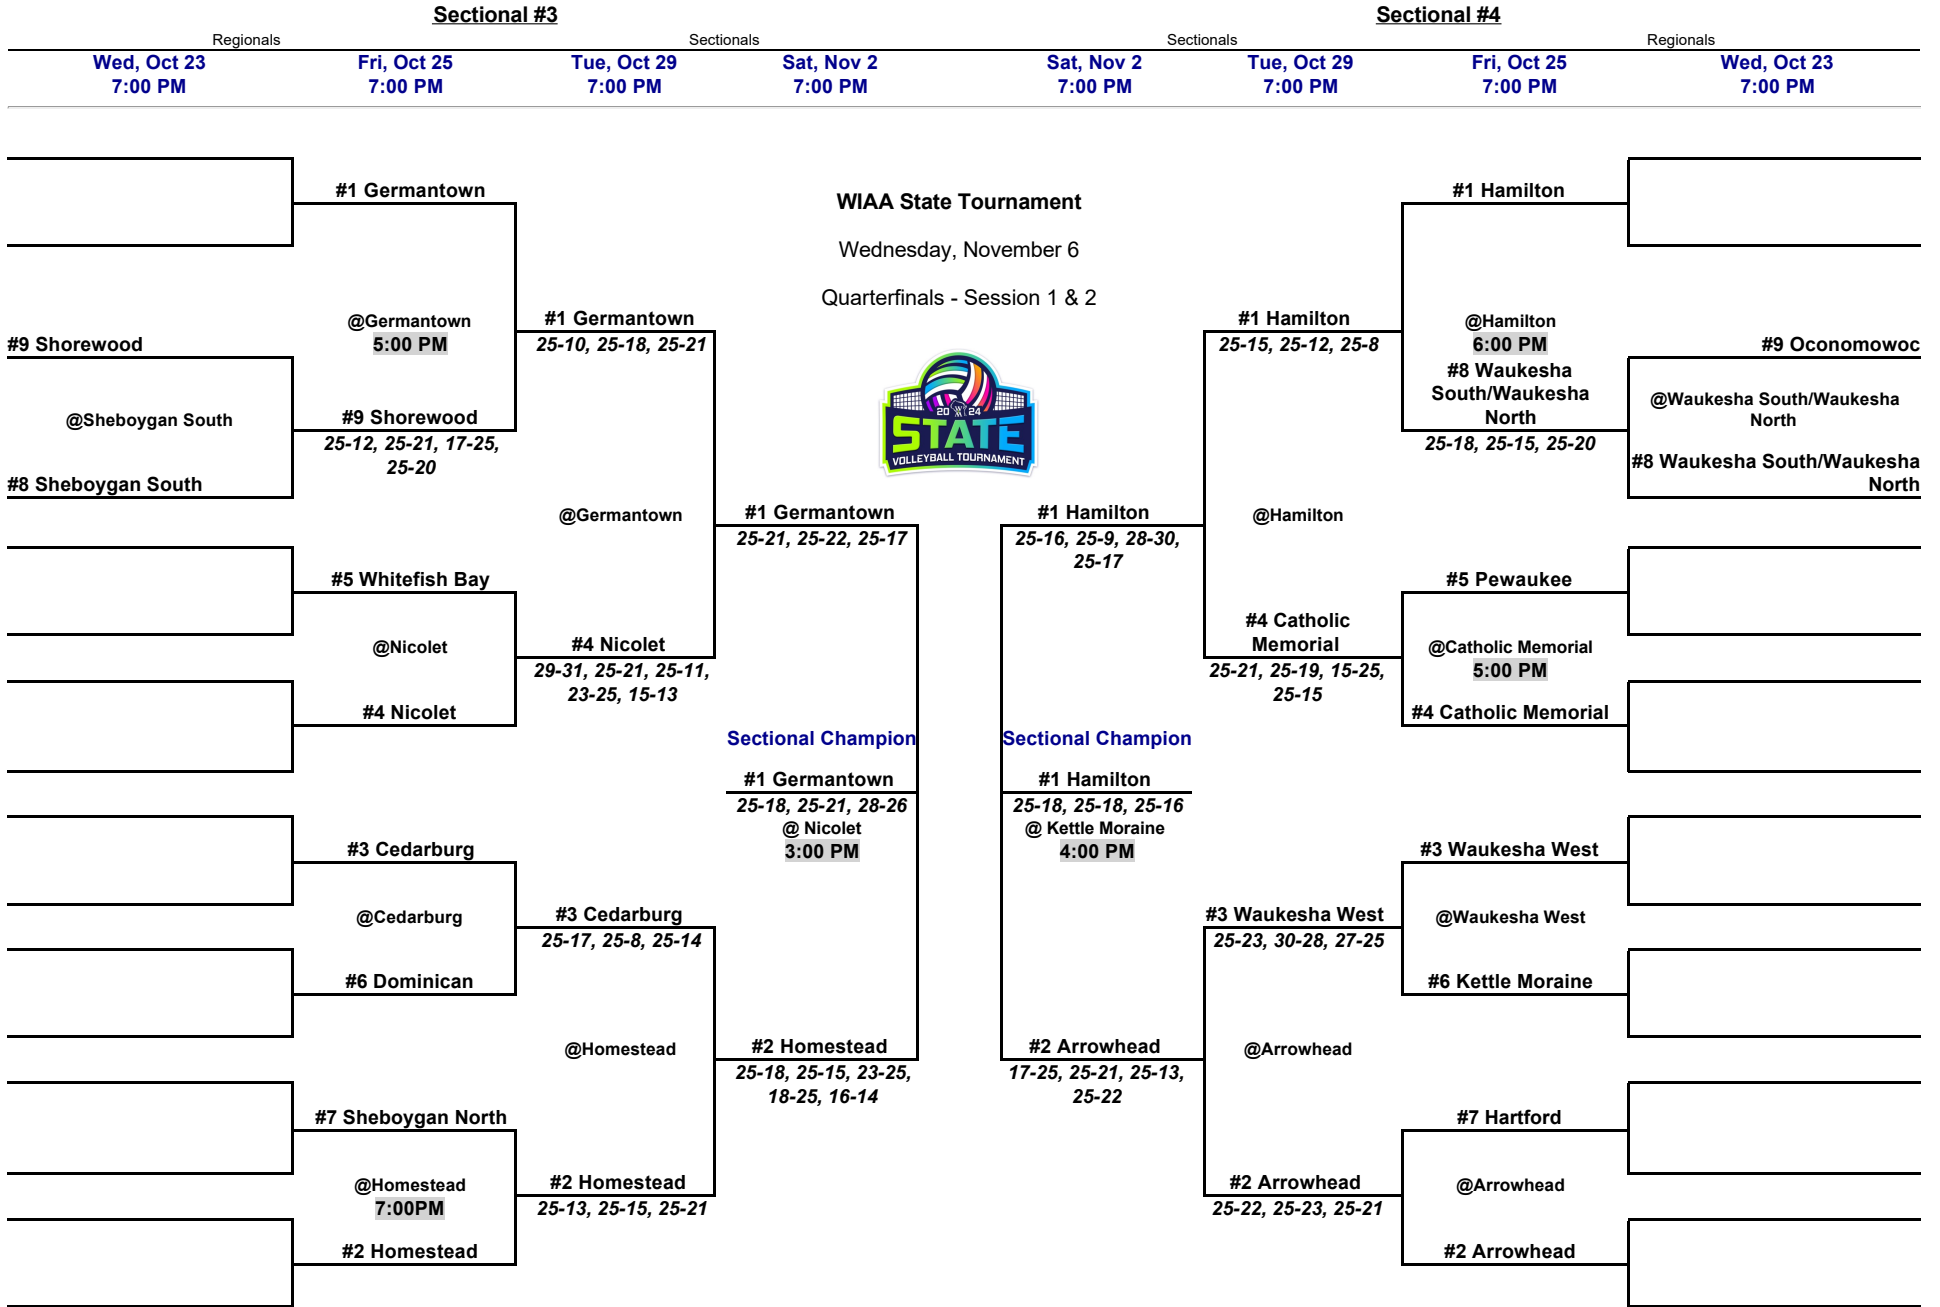 Sectional #3
Sectional #4
Regionals
Sectionals
Sectionals
Regionals
Wed, Oct 23
7:00 PM
Fri, Oct 25
7:00 PM
Tue, Oct 29
7:00 PM
Sat, Nov 2
7:00 PM
Sat, Nov 2
7:00 PM
Tue, Oct 29
7:00 PM
Fri, Oct 25
7:00 PM
Wed, Oct 23
7:00 PM
#9 Shorewood
@Sheboygan South
#8 Sheboygan South
#1 Germantown
@Germantown
5:00 PM
#9 Shorewood
25-12, 25-21, 17-25,
25-20
#5 Whitefish Bay
@Nicolet
#4 Nicolet
#3 Cedarburg
@Cedarburg
#6 Dominican
#7 Sheboygan North
@Homestead
7:00PM
#2 Homestead
#1 Germantown
25-10, 25-18, 25-21
@Germantown
#4 Nicolet
29-31, 25-21, 25-11,
23-25, 15-13
#3 Cedarburg
25-17, 25-8, 25-14
@Homestead
#2 Homestead
25-13, 25-15, 25-21
#1 Germantown
25-21, 25-22, 25-17
Sectional Champion
#1 Germantown
25-18, 25-21, 28-26
@ Nicolet
3:00 PM
#2 Homestead
25-18, 25-15, 23-25,
18-25, 16-14
WIAA State Tournament
Wednesday, November 6
Quarterfinals - Session 1 & 2
20 24
STATE
VOLLEYBALL TOURNAMENT
#1 Hamilton
25-16, 25-9, 28-30,
25-17
Sectional Champion
#1 Hamilton
25-18, 25-18, 25-16
@ Kettle Moraine
4:00 PM
#2 Arrowhead
17-25, 25-21, 25-13,
25-22
#1 Hamilton
25-15, 25-12, 25-8
@Hamilton
#4 Catholic
Memorial
25-21, 25-19, 15-25,
25-15
#3 Waukesha West
25-23, 30-28, 27-25
@Arrowhead
#2 Arrowhead
25-22, 25-23, 25-21
#1 Hamilton
@Hamilton
6:00 PM
#8 Waukesha
South/Waukesha
North
25-18, 25-15, 25-20
#5 Pewaukee
@Catholic Memorial
5:00 PM
#4 Catholic Memorial
#3 Waukesha West
@Waukesha West
#6 Kettle Moraine
#7 Hartford
@Arrowhead
#2 Arrowhead
#9 Oconomowoc
@Waukesha South/Waukesha
North
#8 Waukesha South/Waukesha
North